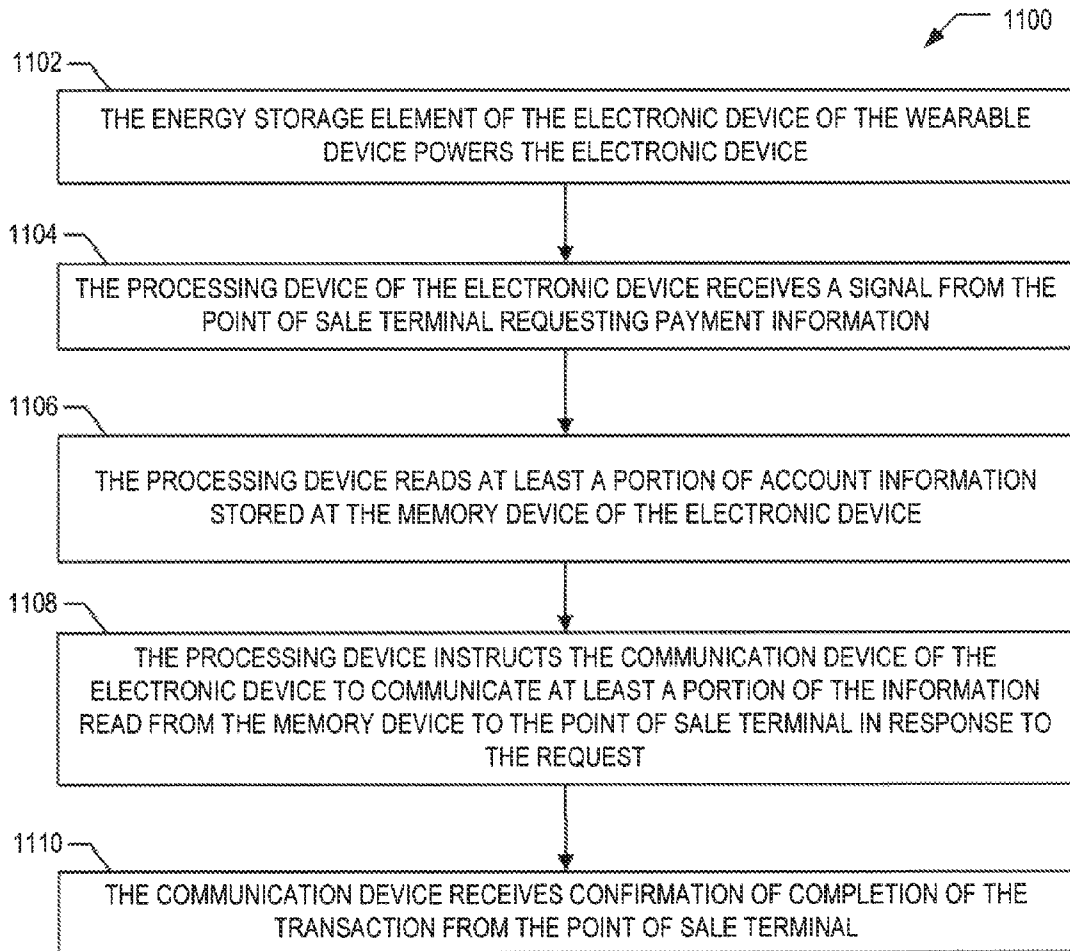 1100
1102
THE ENERGY STORAGE ELEMENT OF THE ELECTRONIC DEVICE OF THE WEARABLE
DEVICE POWERS THE ELECTRONIC DEVICE
1104
THE PROCESSING DEVICE OF THE ELECTRONIC DEVICE RECEIVES A SIGNAL FROM THE
POINT OF SALE TERMINAL REQUESTING PAYMENT INFORMATION
1106
THE PROCESSING DEVICE READS AT LEAST A PORTION OF ACCOUNT INFORMATION
STORED AT THE MEMORY DEVICE OF THE ELECTRONIC DEVICE
1108
THE PROCESSING DEVICE INSTRUCTS THE COMMUNICATION DEVICE OF THE
ELECTRONIC DEVICE TO COMMUNICATE AT LEAST A PORTION OF THE INFORMATION
READ FROM THE MEMORY DEVICE TO THE POINT OF SALE TERMINAL IN RESPONSE TO
THE REQUEST
1110
THE COMMUNICATION DEVICE RECEIVES CONFIRMATION OF COMPLETION OF THE
TRANSACTION FROM THE POINT OF SALE TERMINAL